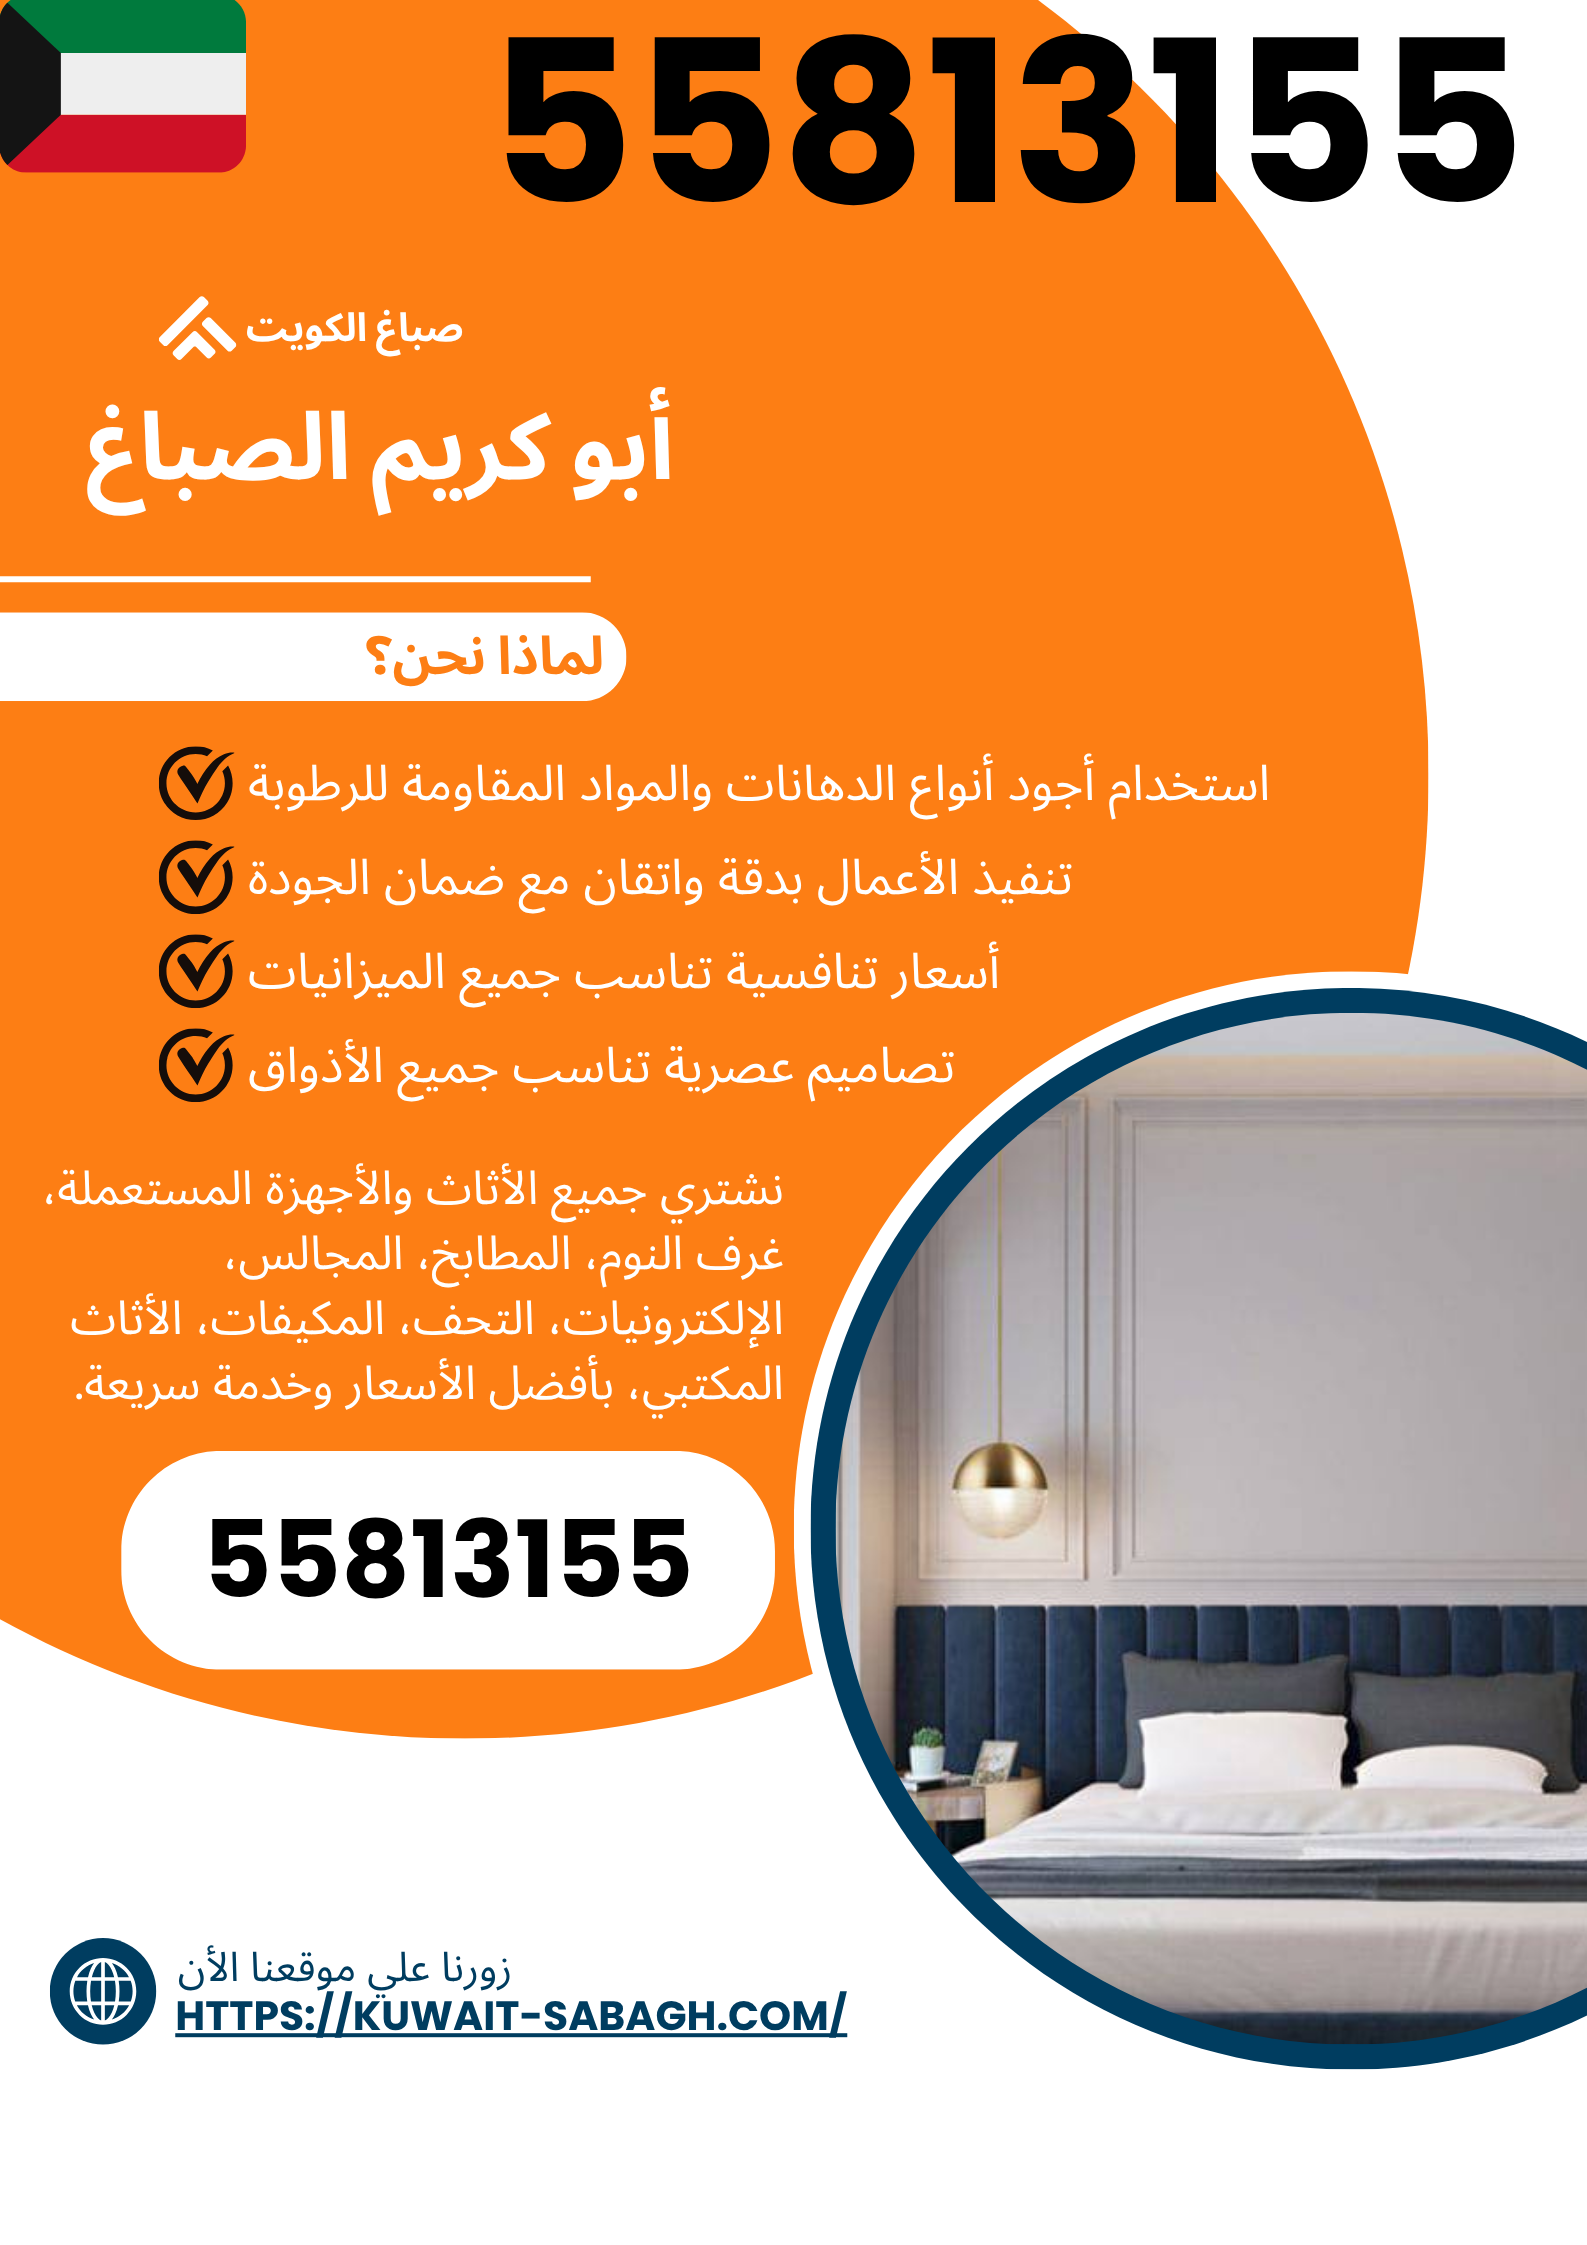 55813155
صباغ الكويت
أبو كريم الصباغ
لماذا نحن؟
استخدام أجود أنواع الدهانات والمواد المقاومة للرطوبة
تنفيذ الأعمال بدقة واتقان مع ضمان الجودة
أسعار تنافسية تناسب جميع الميزانيات
تصاميم عصرية تناسب جميع الأذواق
نشتري جميع الأثاث والأجهزة المستعملة،
غرف النوم، المطابخ، المجالس،
الإلكترونيات، التحف، المكيفات، الأثاث
المكتبي، بأفضل الأسعار وخدمة سريعة.
55813155
زورنا علي موقعنا الأن
HTTPS://KUWAIT-SABAGH.COM/